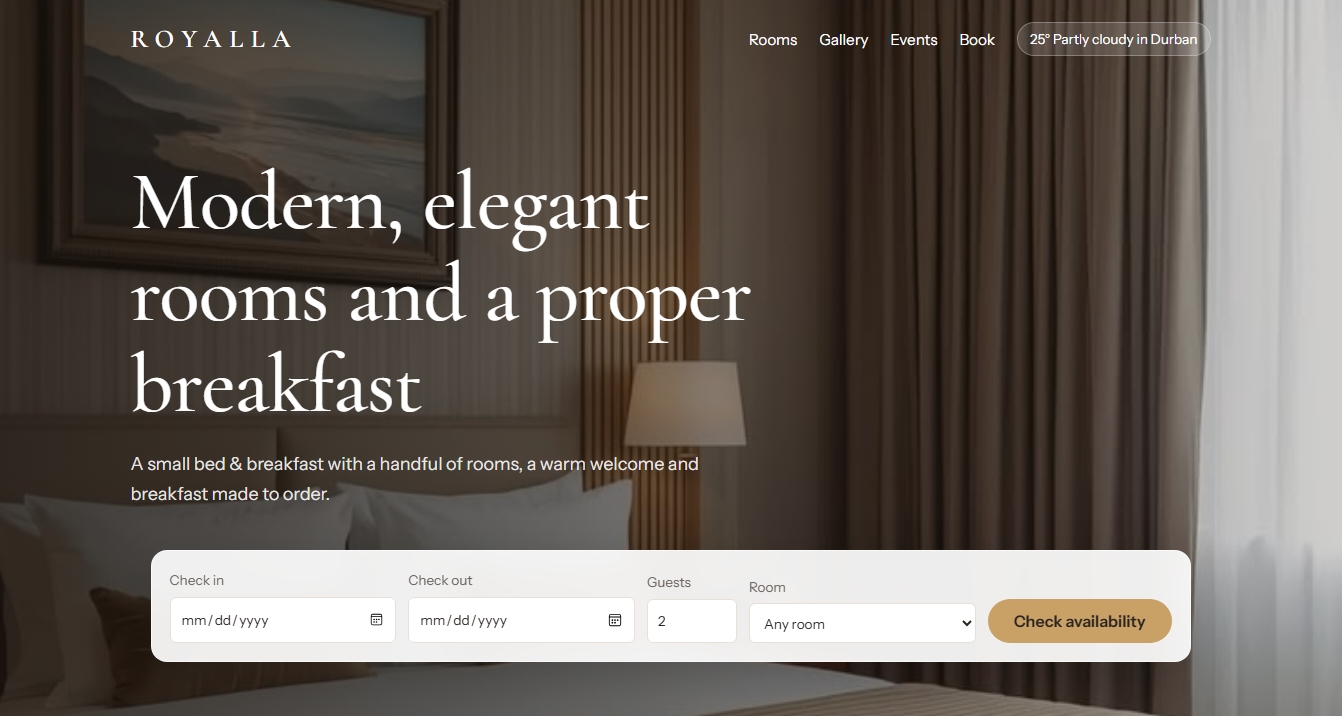 ROYALLA
Rooms Gallery Events Book 25° Partly cloudy in Durban
Modern, elegant
rooms and a proper
breakfast
A small bed & breakfast with a handful of rooms, a warm welcome and
breakfast made to order.
Check in Check out Guests Room
mm/dd/yyyy mm/dd/yyyy 2 Any room Check availability